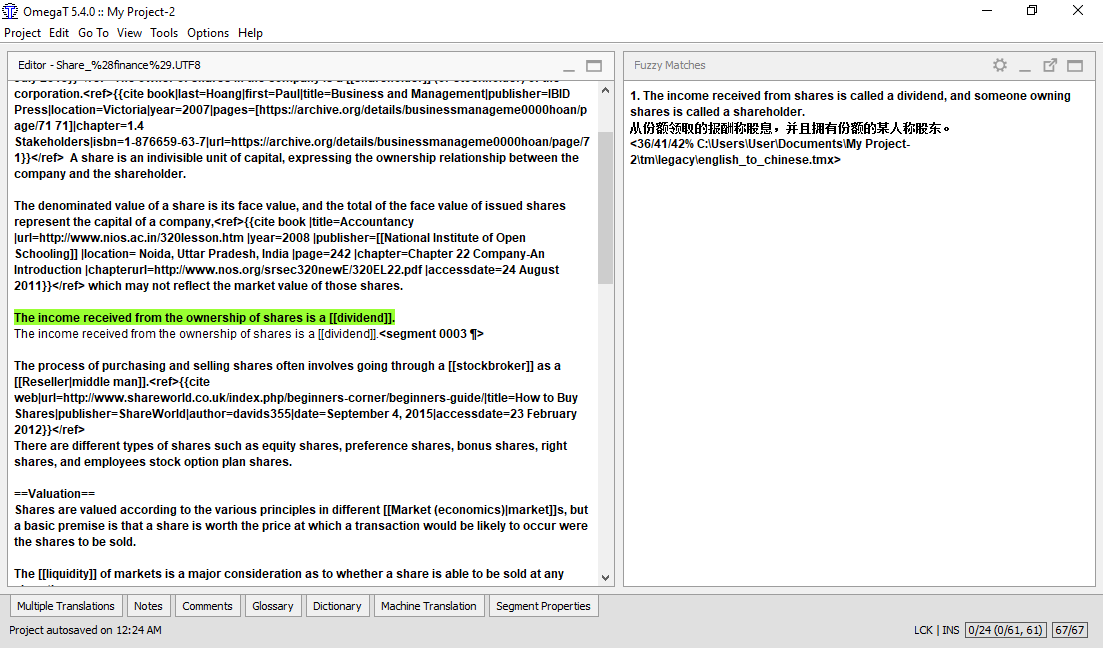 OmegaT 5.4.0 :: My Project-2
Project Edit Go To View Tools Options Help
Editor - Share_%28finance%29.UTF8
corporation.<ref>{{cite book|last=Hoang|first=Paul|title=Business and Management|publisher=IBID
Press|location=Victoria|year=2007|pages=[https://archive.org/details/businessmanageme0000hoan/p
age/71 71]|chapter=1.4
Stakeholders|isbn=1-876659-63-7|url=https://archive.org/details/businessmanageme0000hoan/page/7
1}}</ref>  A share is an indivisible unit of capital, expressing the ownership relationship between the
company and the shareholder.
The denominated value of a share is its face value, and the total of the face value of issued shares
represent the capital of a company,<ref>{{cite book |title=Accountancy
|url=http://www.nios.ac.in/320lesson.htm |year=2008 |publisher=[[National Institute of Open
Schooling]] |location= Noida, Uttar Pradesh, India |page=242 |chapter=Chapter 22 Company-An
Introduction |chapterurl=http://www.nos.org/srsec320newE/320EL22.pdf |accessdate=24 August
2011}}</ref> which may not reflect the market value of those shares.
The income received from the ownership of shares is a [[dividend]].
The income received from the ownership of shares is a [[dividend]].<segment 0003 ¶>
The process of purchasing and selling shares often involves going through a [[stockbroker]] as a
[[Reseller|middle man]].<ref>{{cite
web|url=http://www.shareworld.co.uk/index.php/beginners-corner/beginners-guide/|title=How to Buy
Shares|publisher=ShareWorld|author=davids355|date=September 4, 2015|accessdate=23 February
2012}}</ref>
There are different types of shares such as equity shares, preference shares, bonus shares, right
shares, and employees stock option plan shares.
==Valuation==
Shares are valued according to the various principles in different [[Market (economics)|market]]s, but
a basic premise is that a share is worth the price at which a transaction would be likely to occur were
the shares to be sold.
The [[liquidity]] of markets is a major consideration as to whether a share is able to be sold at any
Fuzzy Matches
1. The income received from shares is called a dividend, and someone owning
shares is called a shareholder.
从份额领取的报酬称股息，并且拥有份额的某人称股东。
<36/41/42% C:\Users\User\Documents\My Project-
2\tm\legacy\english_to_chinese.tmx>
Multiple Translations Notes Comments Glossary Dictionary Machine Translation Segment Properties
Project autosaved on 12:24 AM
LCK | INS 0/24 (0/61, 61) 67/67